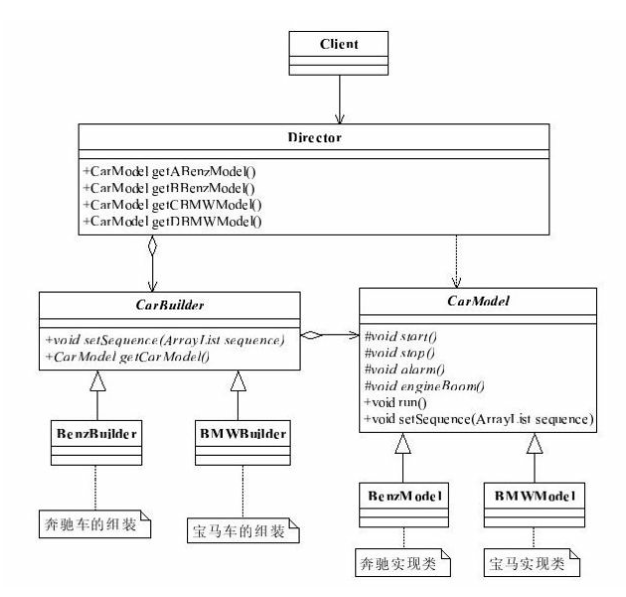 Client
Director
+CarModel getABenzModel()
+CarModel getBBenzModel()
+CarModel getCBMWModel()
+CarModel getDBMWModel()
CarBuilder
+void setSequence(ArrayList sequence)
+CarModel getCarModel()
CarModel
#void start()
#void stop()
#void alarm()
#void engineBoom()
+void run()
+void setSequence(ArrayList sequence)
BenzBuilder
BMWBuilder
奔驰车的组装
宝马车的组装
BenzModel
BMWModel
奔驰实现类
宝马实现类